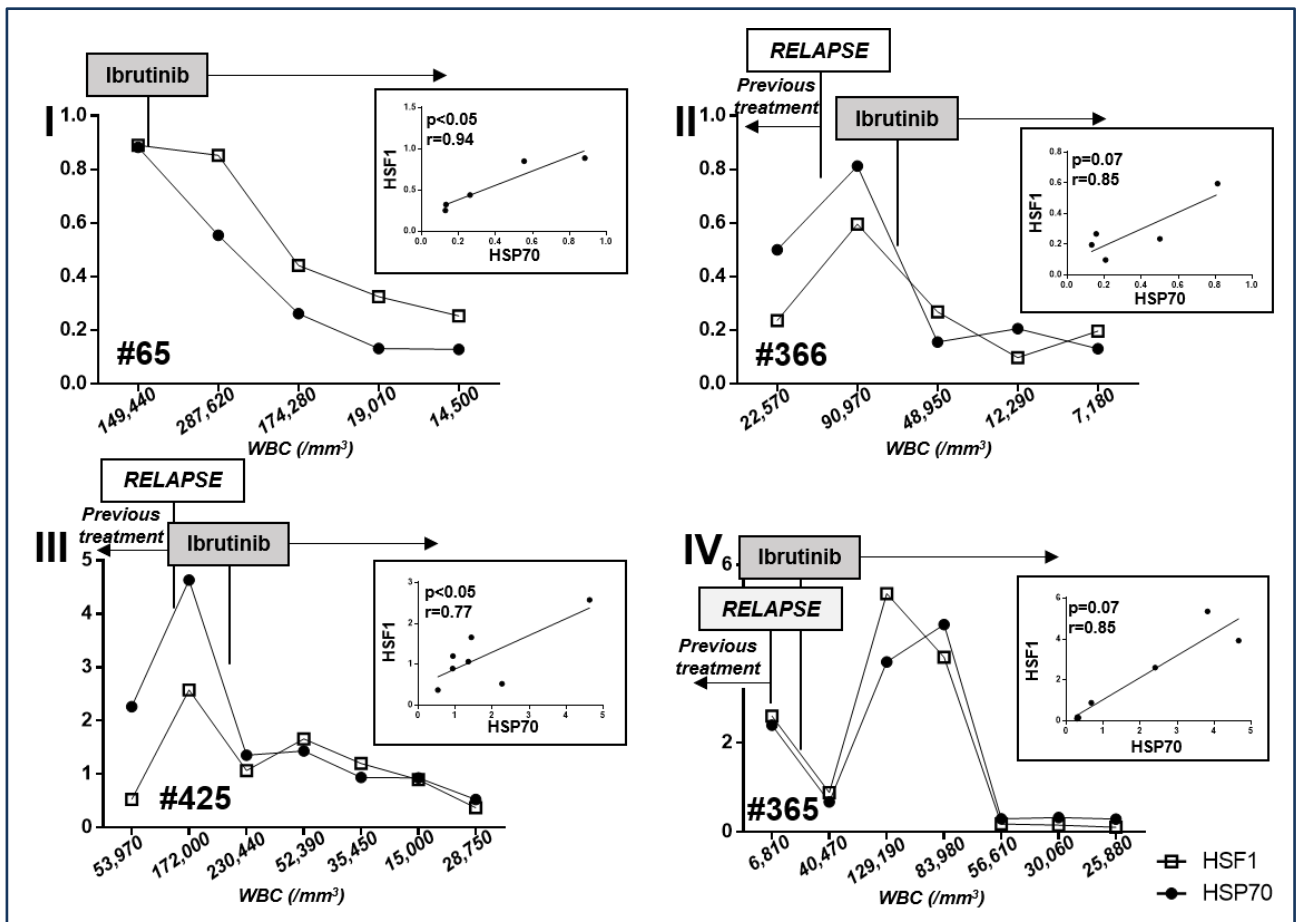 I
Ibrutinib
1.0
0.8
0.6
0.4
0.2
0.0
#65
149,440
287,620
174,280
19,010
14,500
WBC (/mm³)
p<0.05
r=0.94
HSF1
1.5
1.0
0.5
0.0
0.0
0.2
0.4
0.6
0.8
1.0
HSP70
II
RELAPSE
Previous
treatment
Ibrutinib
1.0
0.8
0.6
0.4
0.2
0.0
#366
22,570
90,970
48,950
12,290
7,180
WBC (/mm³)
p=0.07
r=0.85
HSF1
0.8
0.6
0.4
0.2
0.0
0.0
0.2
0.4
0.6
0.8
1.0
HSP70
III
RELAPSE
Previous
treatment
Ibrutinib
5
4
3
2
1
0
#425
53,970
172,000
230,440
52,390
35,450
15,000
28,750
WBC (/mm³)
p<0.05
r=0.77
HSF1
3
2
1
0
0
1
2
3
4
5
HSP70
IV
Ibrutinib
RELAPSE
Previous
treatment
6
2
0
#365
6,810
40,470
129,190
83,980
56,610
30,060
25,880
WBC (/mm³)
p=0.07
r=0.85
HSF1
6
4
2
0
0
1
2
3
4
5
HSP70
HSF1
HSP70